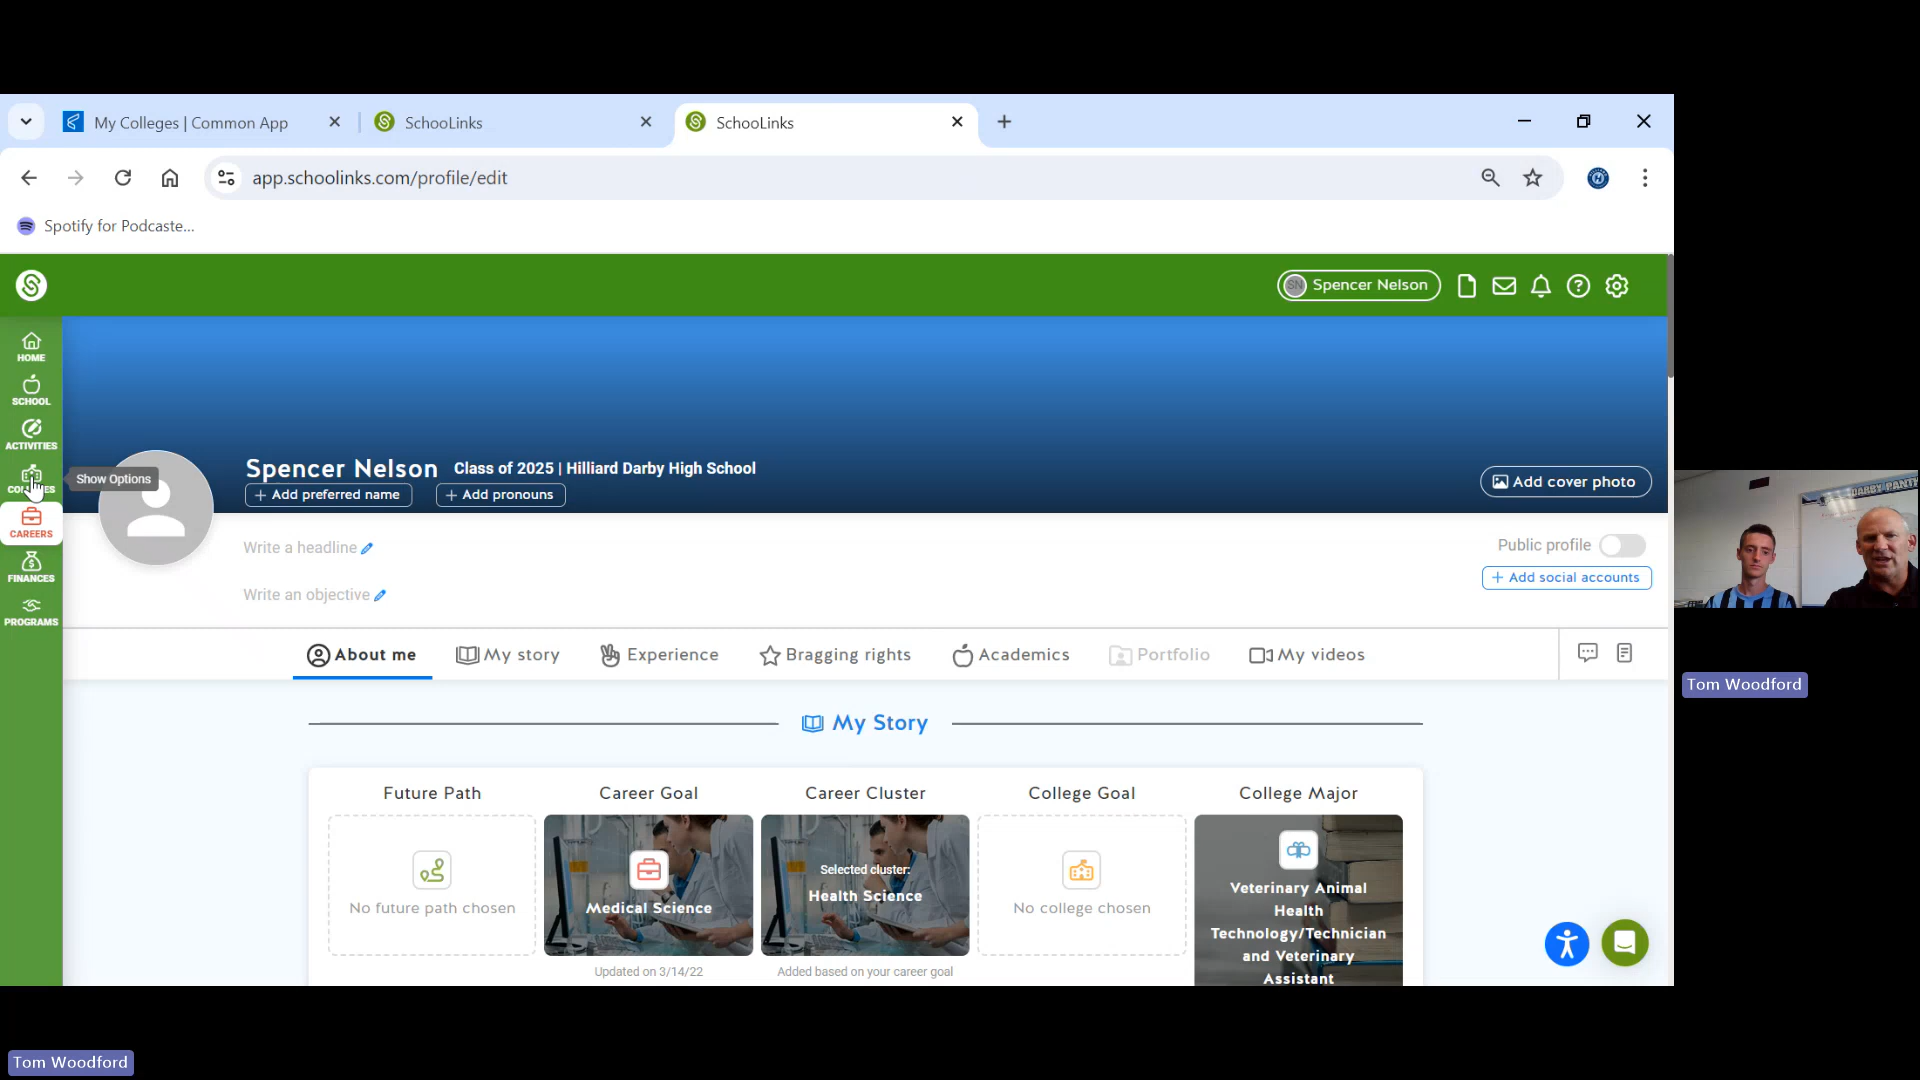 My Colleges | Common App
SchooLinks
SchooLinks
app.schoolinks.com/profile/edit
Spotify for Podcaste...
SN Spencer Nelson
HOME
SCHOOL
ACTIVITIES
Show Options
CAREERS
FINANCES
PROGRAMS
Spencer Nelson Class of 2025 | Hilliard Darby High School
+ Add preferred name + Add pronouns
Add cover photo
Write a headline
Public profile
+ Add social accounts
Write an objective
About me My story Experience Bragging rights Academics Portfolio My videos
My Story
Future Path Career Goal Career Cluster College Goal College Major
No future path chosen
Medical Science
Updated on 3/14/22
Selected cluster:
Health Science
Added based on your career goal
No college chosen
Veterinary Animal
Health
Technology/Technician
and Veterinary
Assistant
Tom Woodford
Tom Woodford